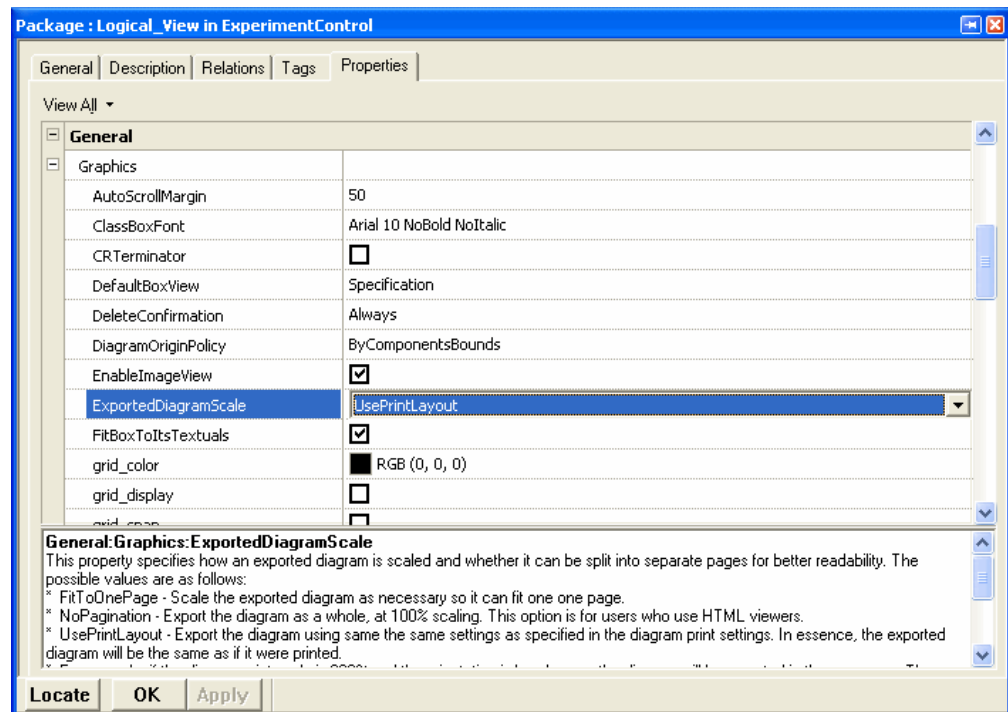 Package : Logical_View in ExperimentControl
General Description Relations Tags Properties
View All
General
Graphics
AutoScrollMargin 50
ClassBoxFont Arial 10 NoBold NoItalic
CRTerminator
DefaultBoxView Specification
DeleteConfirmation Always
DiagramOriginPolicy ByComponentsBounds
EnableImageView
ExportedDiagramScale UsePrintLayout
FitBoxToItsTextuals
grid_color RGB (0, 0, 0)
grid_display
grid_snap
General:Graphics:ExportedDiagramScale
This property specifies how an exported diagram is scaled and whether it can be split into separate pages for better readability. The
possible values are as follows:
* FitToOnePage - Scale the exported diagram as necessary so it can fit one one page.
* NoPagination - Export the diagram as a whole, at 100% scaling. This option is for users who use HTML viewers.
* UsePrintLayout - Export the diagram using same the same settings as specified in the diagram print settings. In essence, the exported
diagram will be the same as if it were printed.
Locate OK Apply